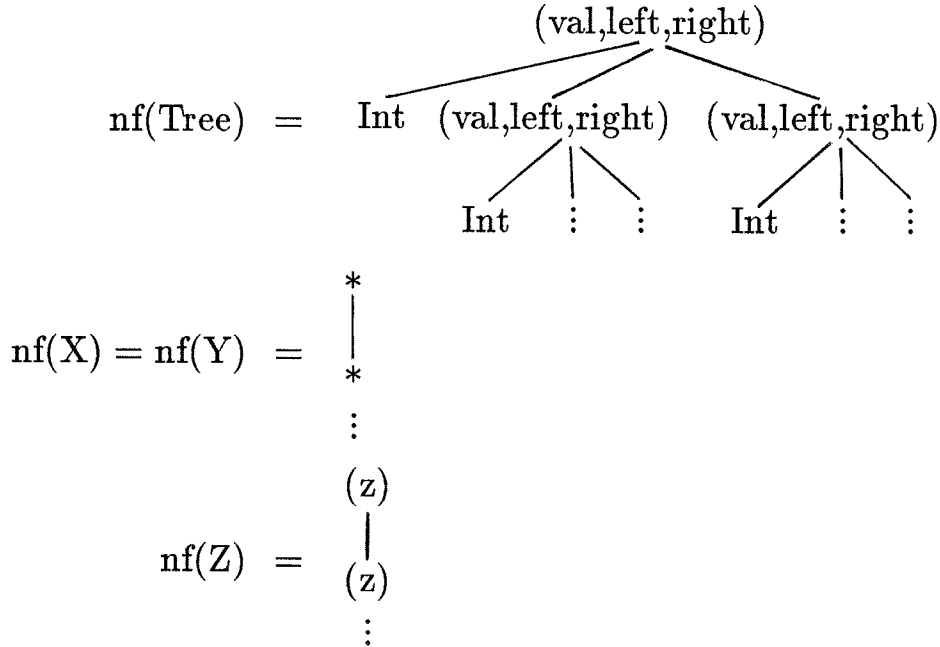 (val,left,right)
nf(Tree) = Int (val,left,right) (val,left,right)
Int ⋮ ⋮ Int ⋮ ⋮
*
nf(X) = nf(Y) =
*
⋮
(z)
nf(Z) =
(z)
⋮